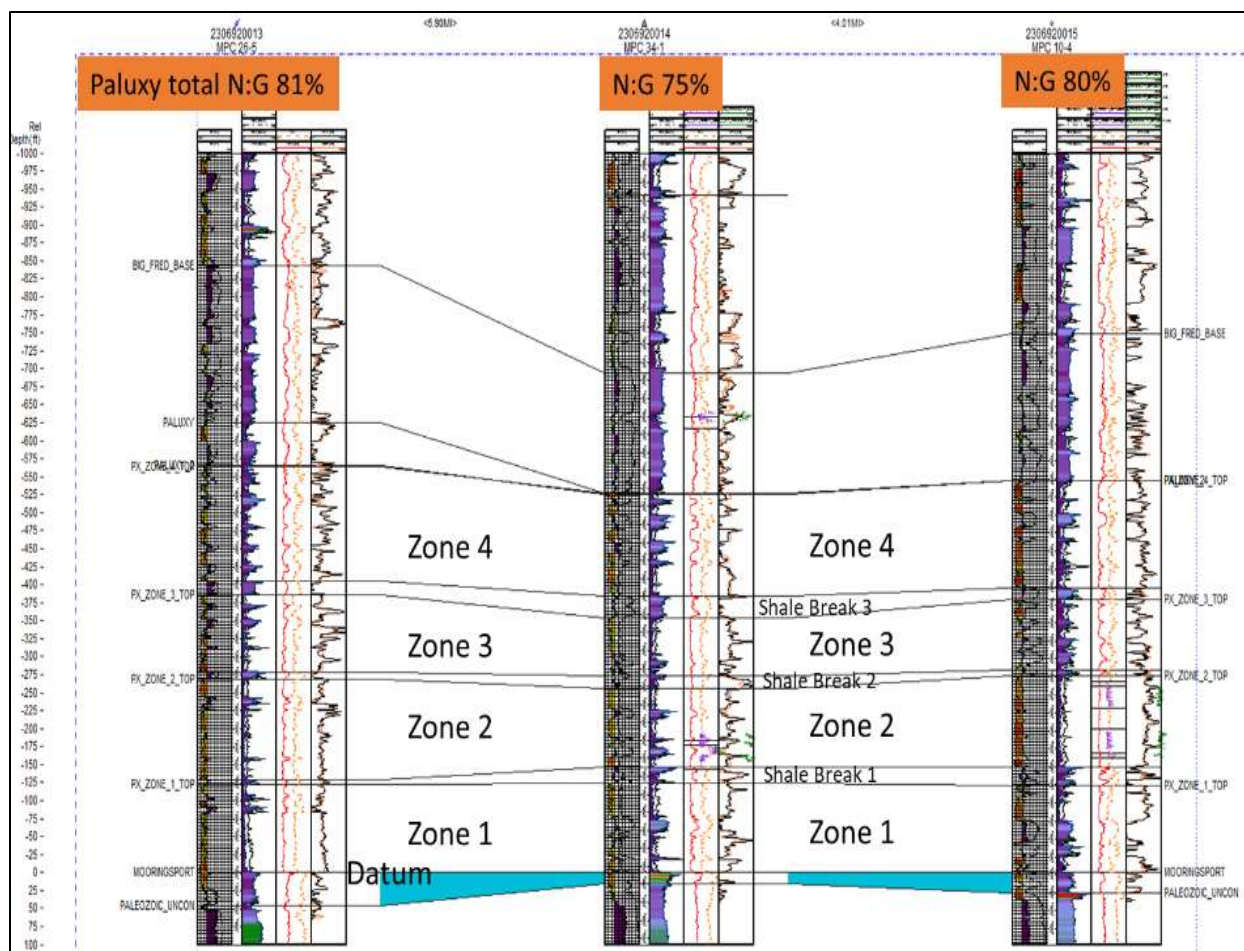 <5.90MI>
<4.01MI>
2306920013
MPC 26-5
2306920014
MPC 34-1
2306920015
MPC 10-4
Paluxy total N:G 81%
N:G 75%
N:G 80%
Rel
Depth(ft)
-1000
-975
-950
-925
-900
-875
-850
-825
-800
-775
-750
-725
-700
-675
-650
-625
-600
-575
-550
-525
-500
-475
-450
-425
-400
-375
-350
-325
-300
-275
-250
-225
-200
-175
-150
-125
-100
-75
-50
-25
0
25
50
75
100
BIG_FRED_BASE
PALUXY
PX_ZONE_3_TOP
PX_ZONE_2_TOP
PX_ZONE_1_TOP
MOORINGSPORT
PALEOZOIC_UNCON
Zone 4
Zone 3
Zone 2
Zone 1
Datum
Zone 4
Shale Break 3
Zone 3
Shale Break 2
Zone 2
Shale Break 1
Zone 1
BIG_FRED_BASE
PX_ZONE_3_TOP
PX_ZONE_2_TOP
PX_ZONE_1_TOP
MOORINGSPORT
PALEOZOIC_UNCON